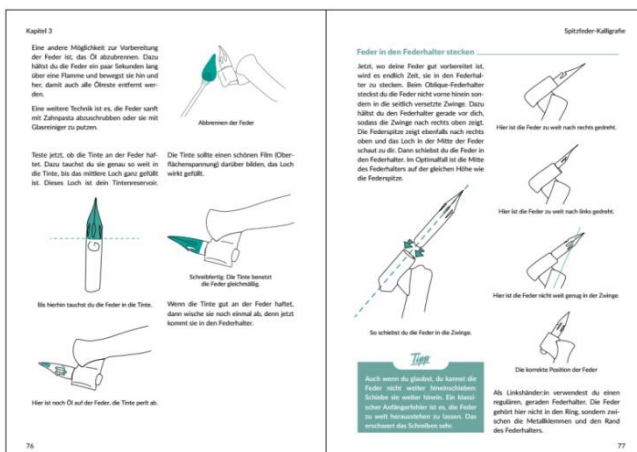 Kapitel 3
Eine andere Möglichkeit zur Vorbereitung
der Feder ist, das Öl abzubrennen. Dazu
hältst du die Feder ein paar Sekunden lang
über eine Flamme und bewegst sie hin und
her, damit auch alle Ölreste entfernt wer-
den.
Eine weitere Technik ist es, die Feder sanft
mit Zahnpasta abzuschrubben oder sie mit
Glasreiniger zu putzen.
Abbrennen der Feder
Teste jetzt, ob die Tinte an der Feder haf-
tet. Dazu tauchst du sie genau so weit in
die Tinte, bis das mittlere Loch ganz gefüllt
ist. Dieses Loch ist dein Tintenreservoir.
Die Tinte sollte einen schönen Film (Ober-
flächenspannung) darüber bilden, das Loch
wirkt gefüllt.
Bis hierhin tauchst du die Feder in die Tinte.
Schreibfertig: Die Tinte benetzt
die Feder gleichmäßig.
Wenn die Tinte gut an der Feder haftet,
dann wische sie noch einmal ab, denn jetzt
kommt sie in den Federhalter.
Hier ist noch Öl auf der Feder, die Tinte perlt ab.
76
Spitzfeder-Kalligrafie
Feder in den Federhalter stecken
Jetzt, wo deine Feder gut vorbereitet ist,
wird es endlich Zeit, sie in den Federhal-
ter zu stecken. Beim Oblique-Federhalter
steckst du die Feder nicht vorne hinein son-
dern in die seitlich versetzte Zwinge. Dazu
hältst du den Federhalter gerade vor dich,
sodass die Zwinge nach rechts oben zeigt.
Die Federspitze zeigt ebenfalls nach rechts
oben und das Loch in der Mitte der Feder
schaut zu dir. Dann schiebst du die Feder in
den Federhalter. Im Optimalfall ist die Mitte
des Federhalters auf der gleichen Höhe wie
die Federspitze.
So schiebst du die Feder in die Zwinge.
Tipp
Auch wenn du glaubst, du kannst die
Feder nicht weiter hineinschieben:
Schiebe sie weiter hinein. Ein klassi-
scher Anfängerfehler ist es, die Feder
zu weit herausstehen zu lassen. Das
erschwert das Schreiben sehr.
Hier ist die Feder zu weit nach rechts gedreht.
Hier ist die Feder zu weit nach links gedreht.
Hier ist die Feder nicht weit genug in der Zwinge.
Die korrekte Position der Feder
Als Linkshänder:in verwendest du einen
regulären, geraden Federhalter. Die Feder
gehört hier nicht in den Ring, sondern zwi-
schen die Metallklemmen und den Rand
des Federhalters.
77